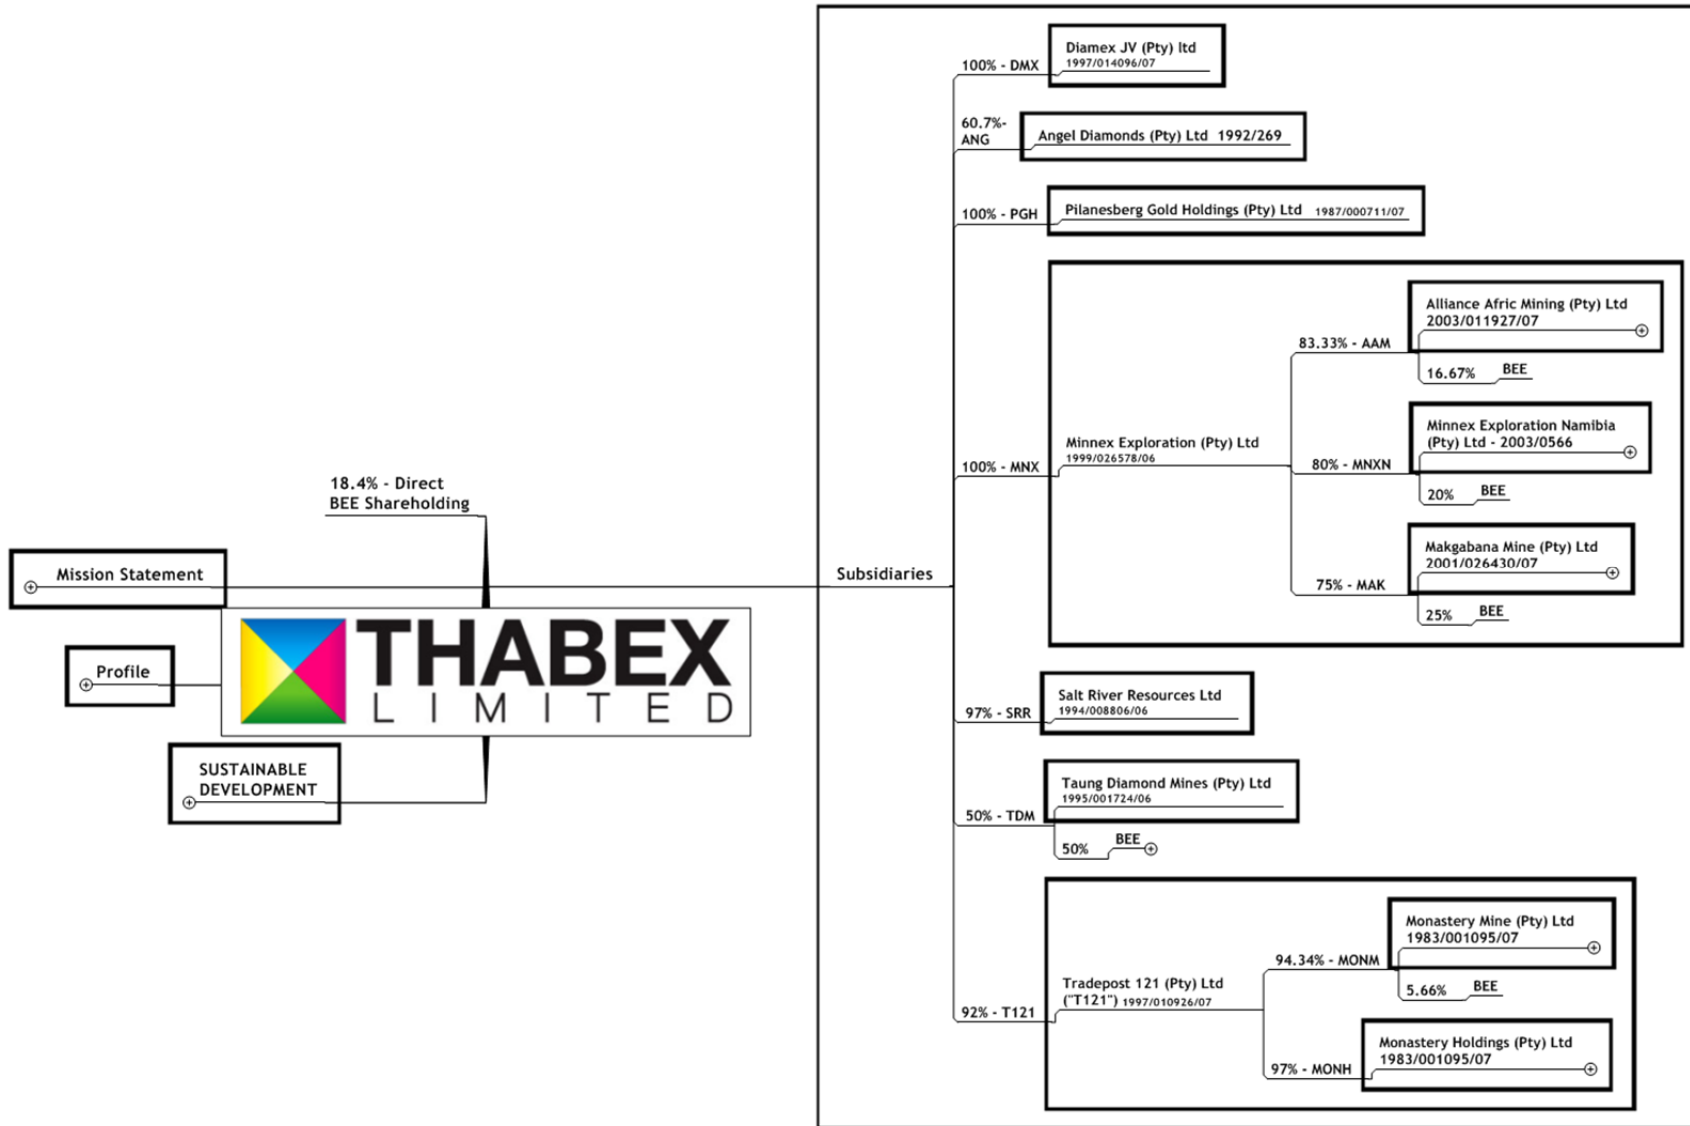 18.4% - Direct
BEE Shareholding
Mission Statement
Profile
THABEX
LIMITED
SUSTAINABLE
DEVELOPMENT
Subsidiaries
100% - DMX
Diamex JV (Pty) ltd
1997/014096/07
60.7%-
ANG
Angel Diamonds (Pty) Ltd 1992/269
100% - PGH
Pilanesberg Gold Holdings (Pty) Ltd 1987/000711/07
100% - MNX
Minnex Exploration (Pty) Ltd
1999/026578/06
83.33% - AAM
Alliance Afric Mining (Pty) Ltd
2003/011927/07
16.67% BEE
80% - MNXN
Minnex Exploration Namibia
(Pty) Ltd - 2003/0566
20% BEE
75% - MAK
Makgabana Mine (Pty) Ltd
2001/026430/07
25% BEE
97% - SRR
Salt River Resources Ltd
1994/008806/06
50% - TDM
Taung Diamond Mines (Pty) Ltd
1995/001724/06
50% BEE
92% - T121
Tradepost 121 (Pty) Ltd
("T121") 1997/010926/07
94.34% - MONM
Monastery Mine (Pty) Ltd
1983/001095/07
5.66% BEE
97% - MONH
Monastery Holdings (Pty) Ltd
1983/001095/07